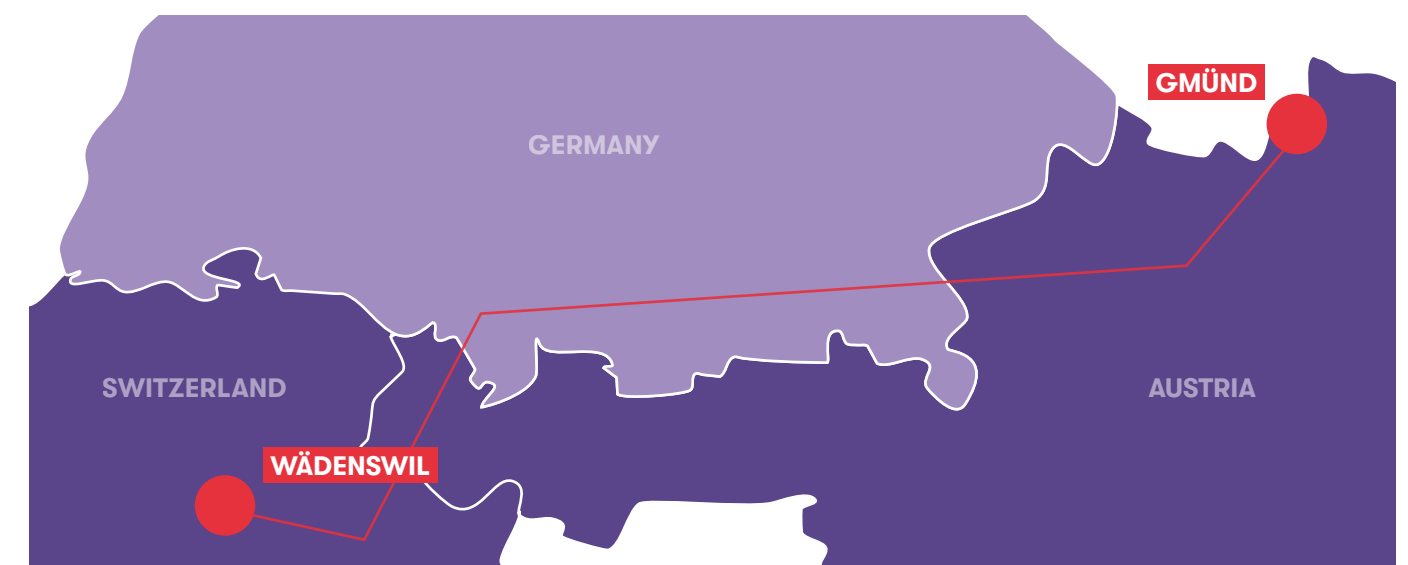 GMÜND
GERMANY
SWITZERLAND
AUSTRIA
WÄDENSWIL